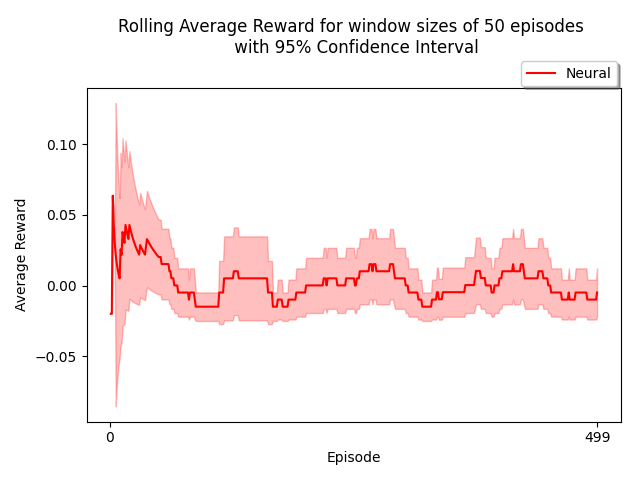 Rolling Average Reward for window sizes of 50 episodes
with 95% Confidence Interval
Neural
0.10
0.05
0.00
−0.05
Average Reward
0
499
Episode